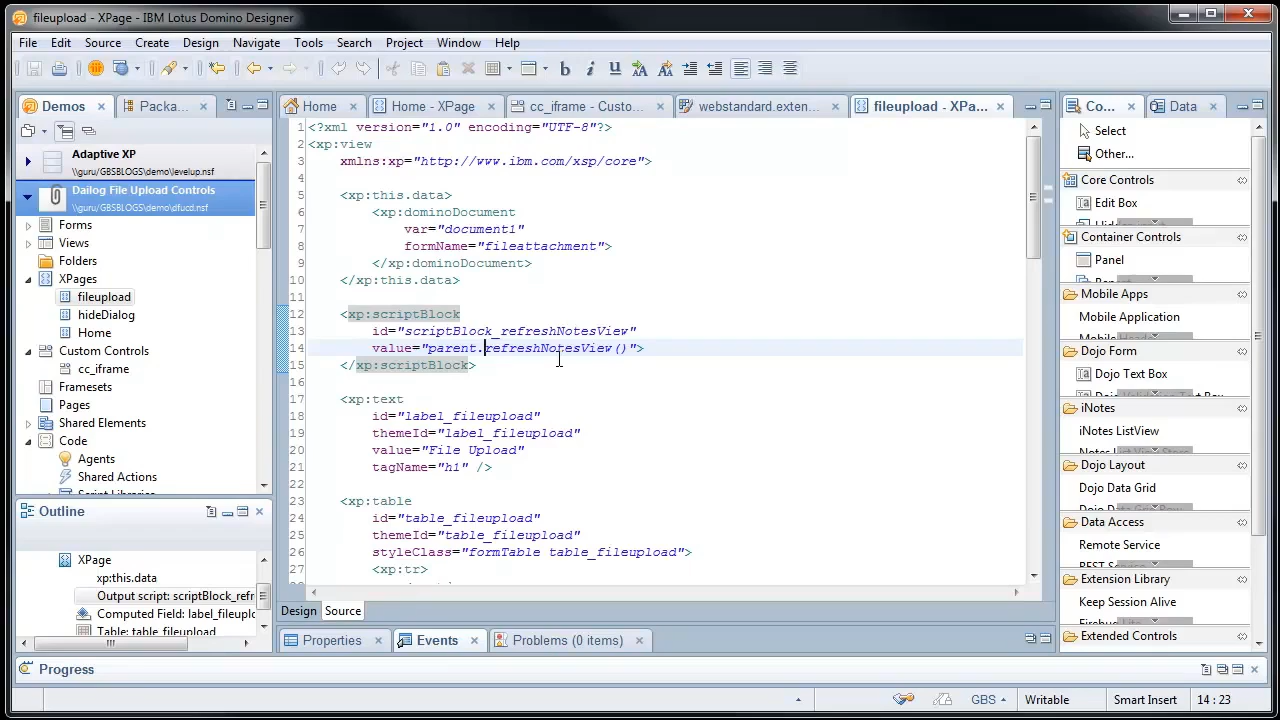 fileupload - XPage - IBM Lotus Domino Designer
File Edit Source Create Design Navigate Tools Search Project Window Help
Demos
Packa...
Home
Home - XPage
cc_iframe - Custo...
webstandard.exten...
fileupload - XPa...
Co...
Data
Adaptive XP
\\guru/GBSBLOGS\demo\levelup.nsf
Dailog File Upload Controls
\\guru/GBSBLOGS\demo\dfucd.nsf
Forms
Views
Folders
XPages
fileupload
hideDialog
Home
Custom Controls
cc_iframe
Framesets
Pages
Shared Elements
Code
Agents
Shared Actions
Script Libraries
Outline
XPage
xp:this.data
Output script: scriptBlock_refr
Computed Field: label_fileuplo
Table: table_fileupload
1 <?xml version="1.0" encoding="UTF-8"?>
2 <xp:view
3 xmlns:xp="http://www.ibm.com/xsp/core">
4
5 <xp:this.data>
6 <xp:dominoDocument
7 var="document1"
8 formName="fileattachment">
9 </xp:dominoDocument>
10 </xp:this.data>
11
12 <xp:scriptBlock
13 id="scriptBlock_refreshNotesView"
14 value="parent.refreshNotesView()">
15 </xp:scriptBlock>
16
17 <xp:text
18 id="label_fileupload"
19 themeId="label_fileupload"
20 value="File Upload"
21 tagName="h1" />
22
23 <xp:table
24 id="table_fileupload"
25 themeId="table_fileupload"
26 styleClass="formTable table_fileupload">
27 <xp:tr>
Design Source
Properties
Events
Problems (0 items)
Select
Other...
Core Controls
Edit Box
Container Controls
Panel
Mobile Apps
Mobile Application
Dojo Form
Dojo Text Box
iNotes
iNotes ListView
Dojo Layout
Dojo Data Grid
Data Access
Remote Service
Extension Library
Keep Session Alive
Extended Controls
Progress
GBS
Writable
Smart Insert
14 : 23